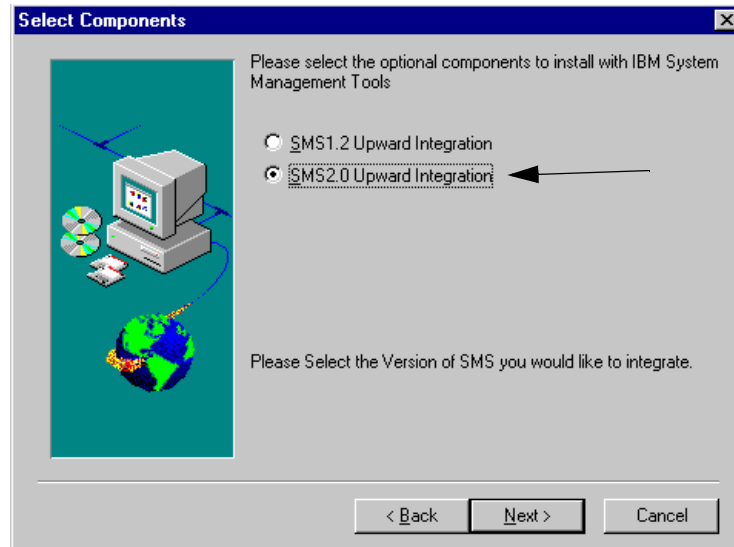 Select Components
Please select the optional components to install with IBM System
Management Tools
SMS1.2 Upward Integration
SMS2.0 Upward Integration
Please Select the Version of SMS you would like to integrate.
< Back
Next >
Cancel